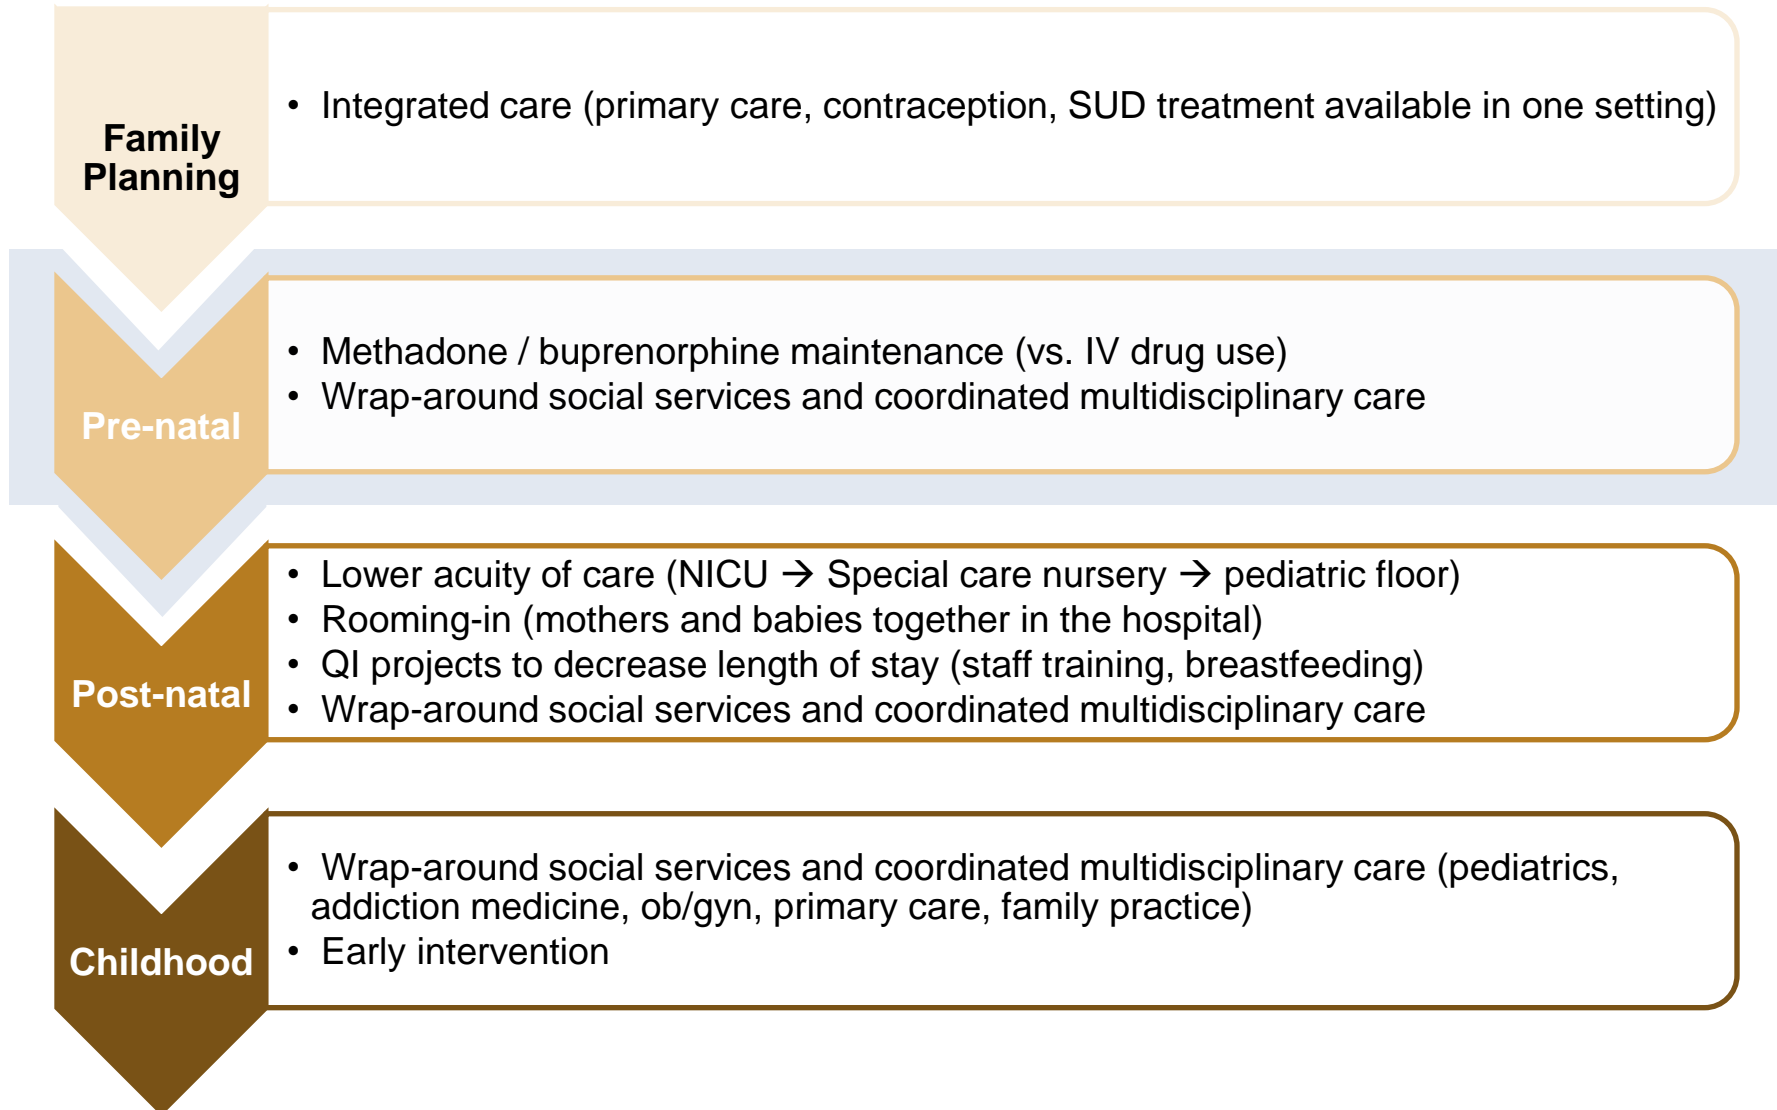 Family
Planning
• Integrated care (primary care, contraception, SUD treatment available in one setting)
Pre-natal
• Methadone / buprenorphine maintenance (vs. IV drug use)
• Wrap-around social services and coordinated multidisciplinary care
Post-natal
• Lower acuity of care (NICU → Special care nursery → pediatric floor)
• Rooming-in (mothers and babies together in the hospital)
• QI projects to decrease length of stay (staff training, breastfeeding)
• Wrap-around social services and coordinated multidisciplinary care
Childhood
• Wrap-around social services and coordinated multidisciplinary care (pediatrics,
addiction medicine, ob/gyn, primary care, family practice)
• Early intervention